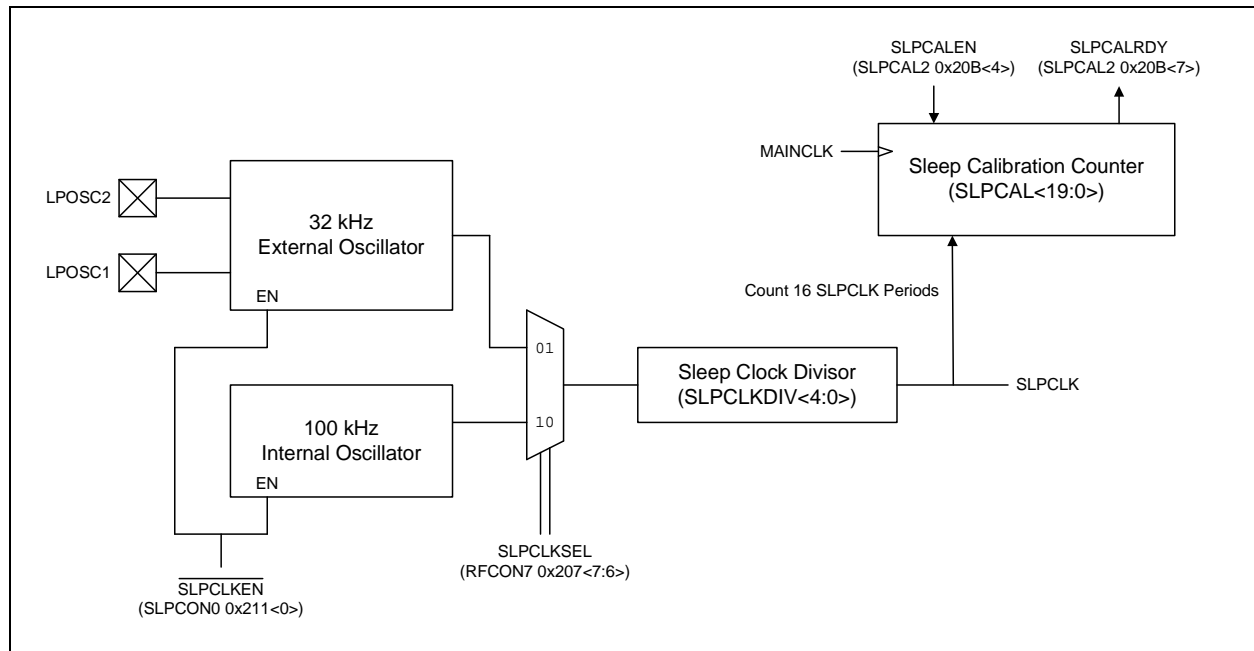 SLPCALEN
(SLPCAL2 0x20B<4>)
SLPCALRDY
(SLPCAL2 0x20B<7>)
MAINCLK
Sleep Calibration Counter
(SLPCAL<19:0>)
LPOSC2
LPOSC1
32 kHz
External Oscillator
EN
Count 16 SLPCLK Periods
01
10
Sleep Clock Divisor
(SLPCLKDIV<4:0>)
SLPCLK
100 kHz
Internal Oscillator
EN
SLPCLKSEL
(RFCON7 0x207<7:6>)
SLPCLKEN
(SLPCON0 0x211<0>)